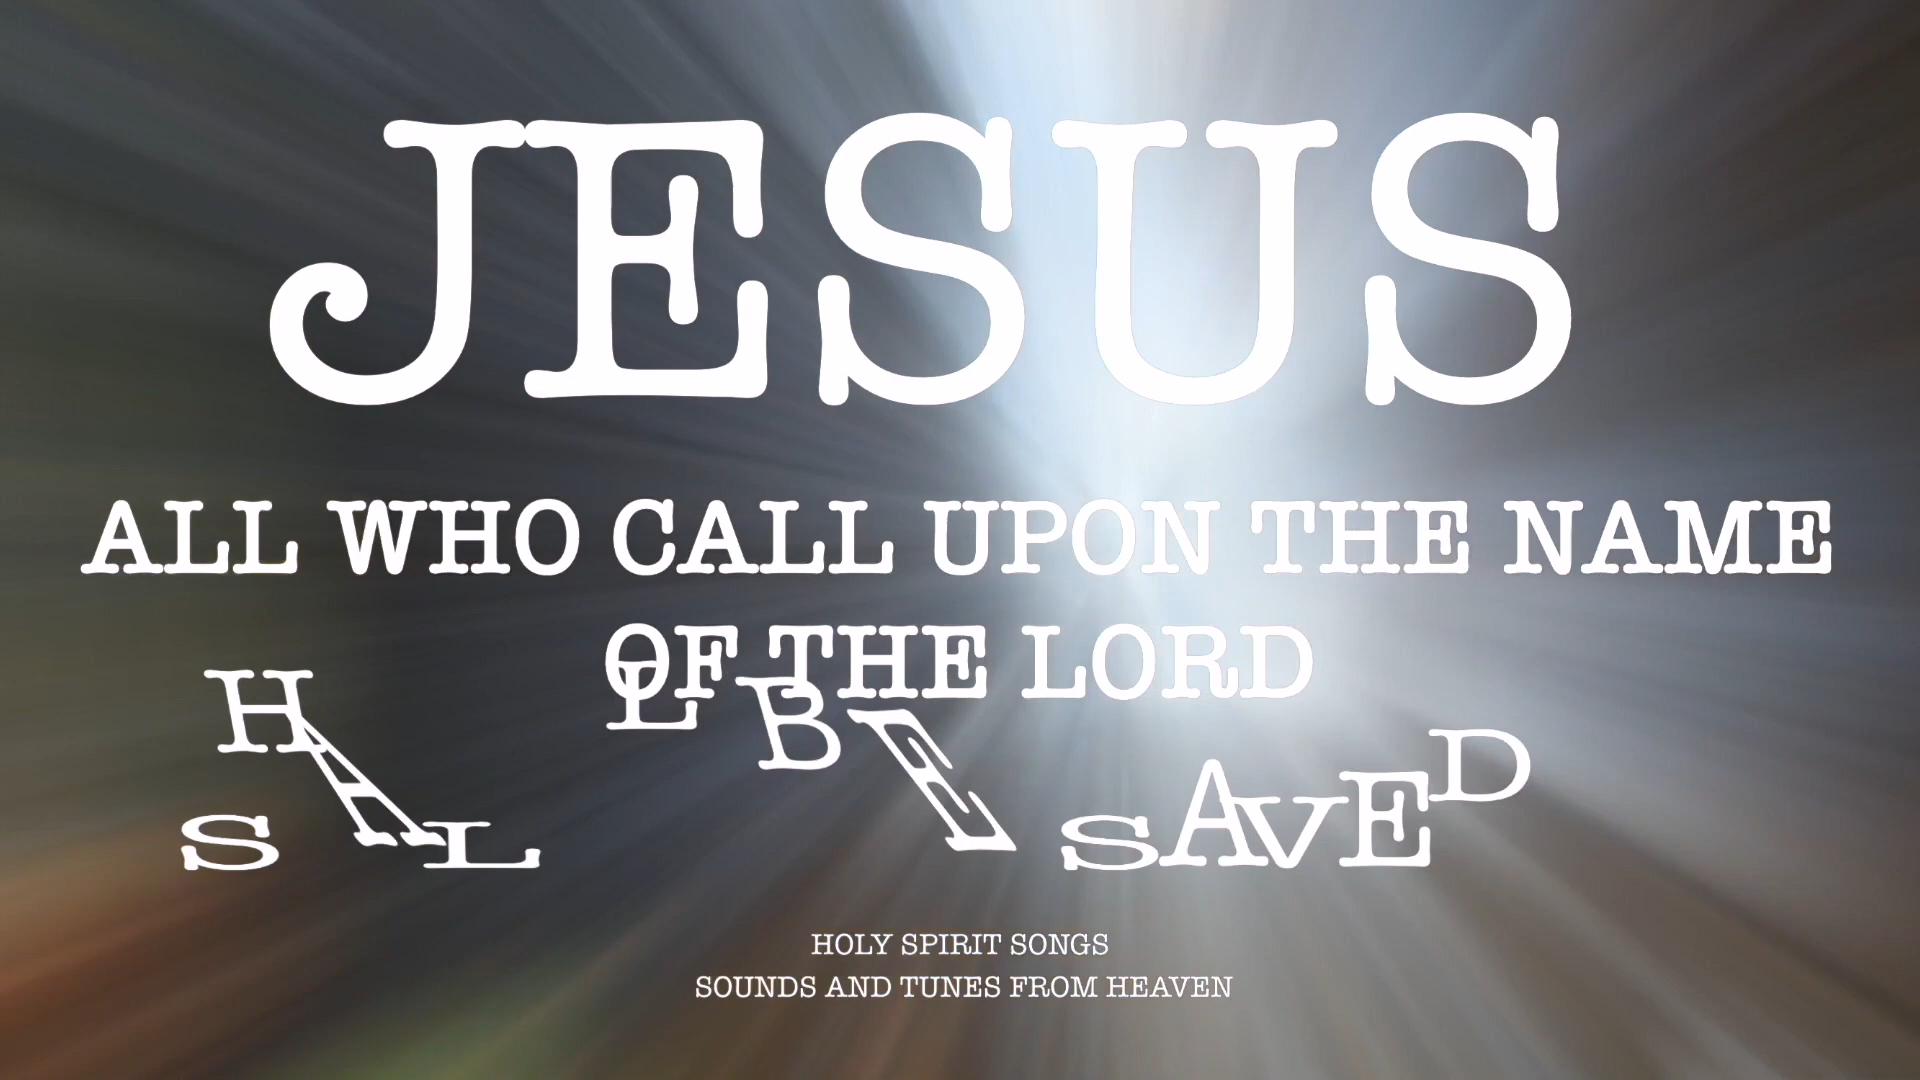 JESUS
ALL WHO CALL UPON THE NAME
OF THE LORD
SHALL BE SAVED
HOLY SPIRIT SONGS
SOUNDS AND TUNES FROM HEAVEN